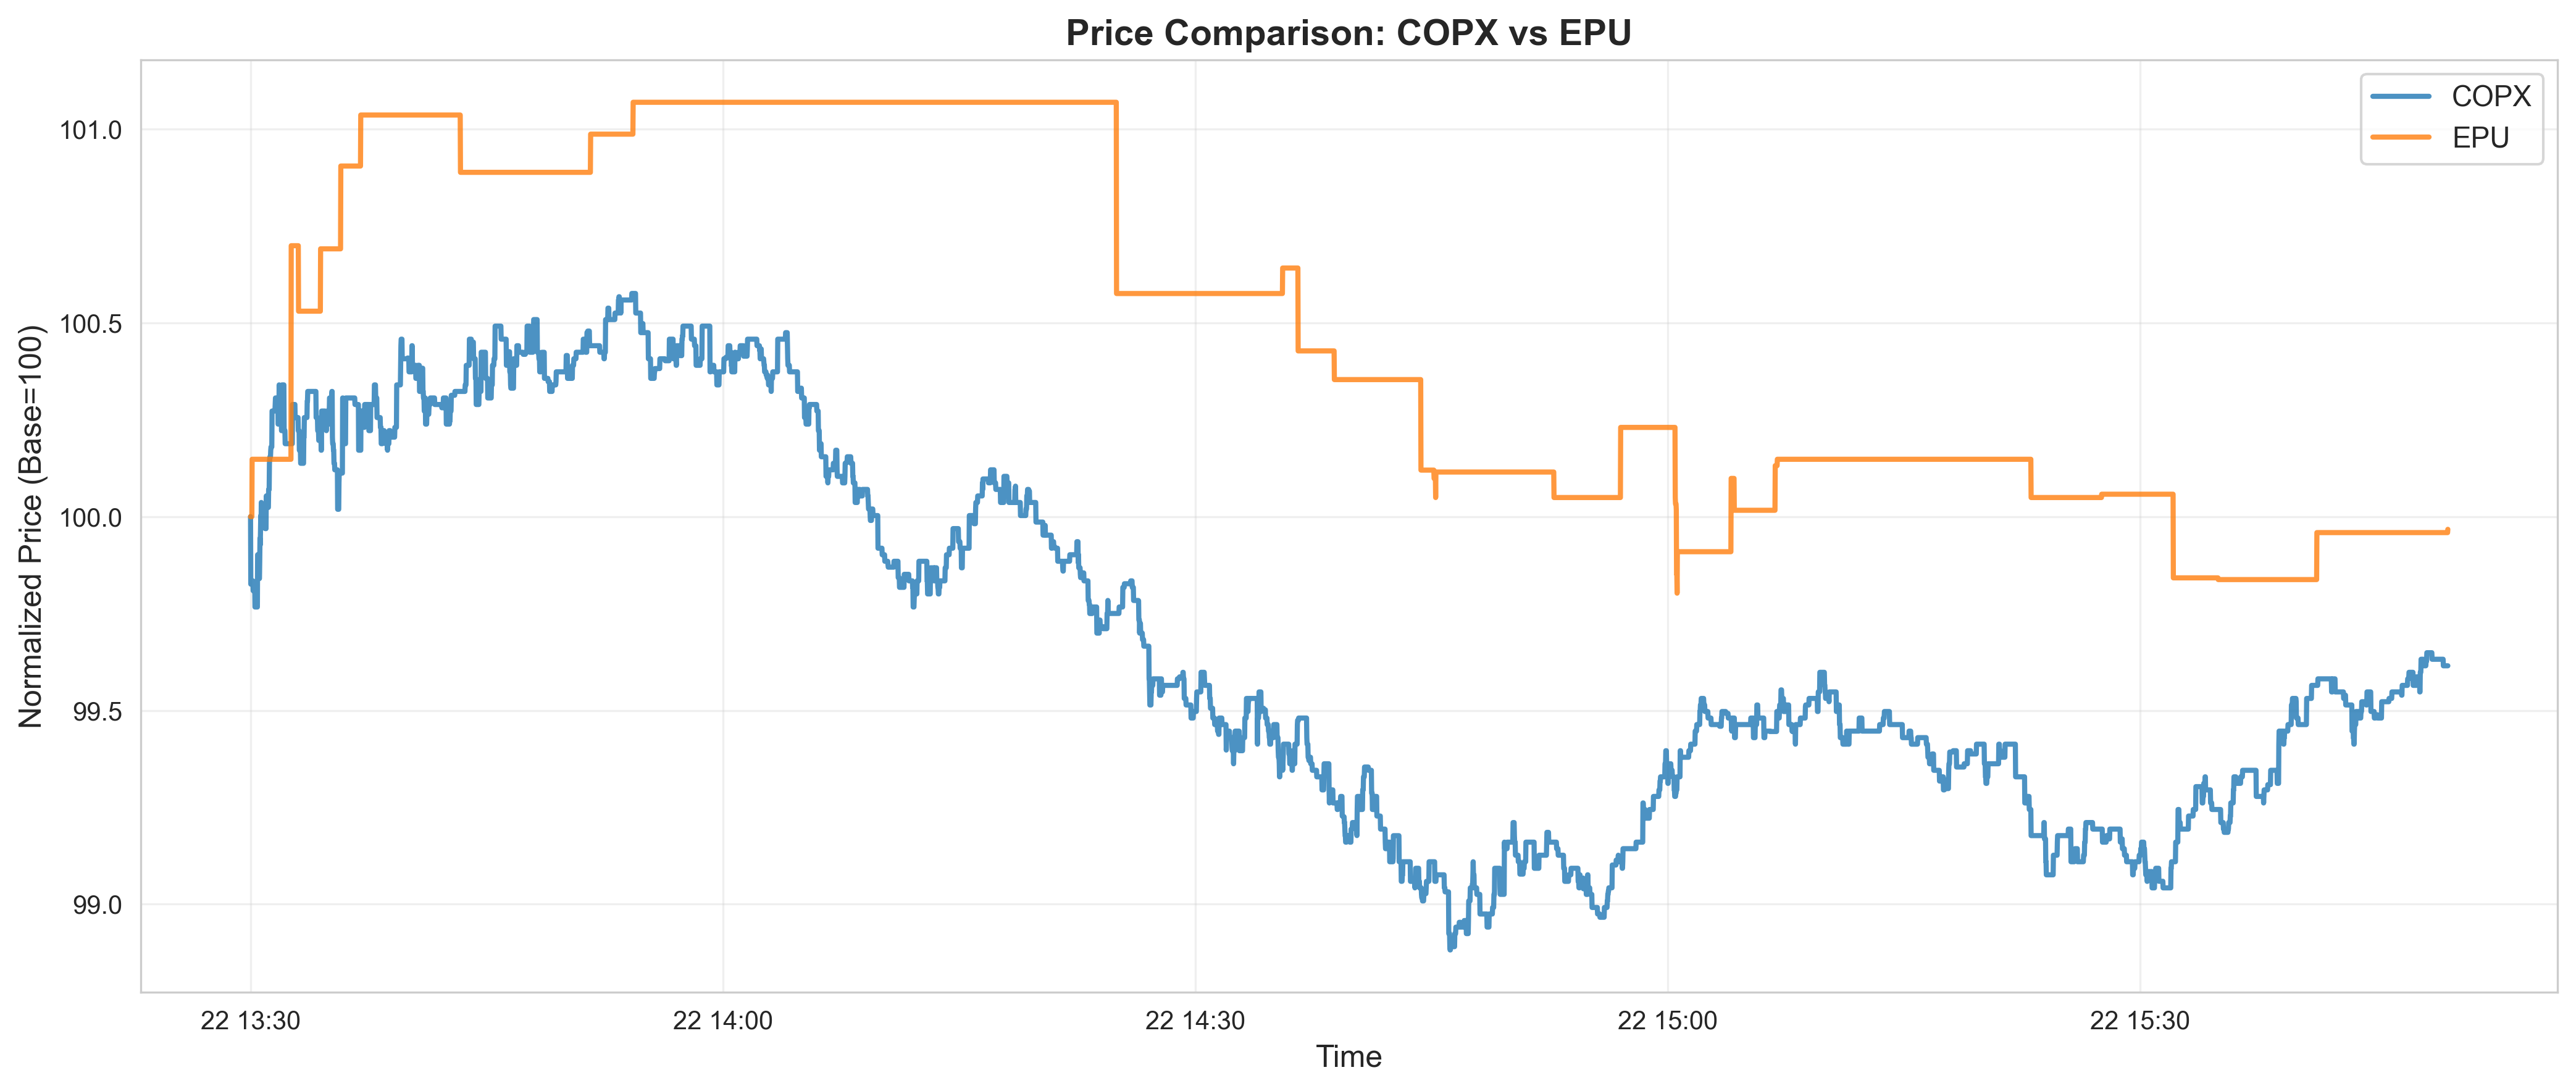 Price Comparison: COPX vs EPU
COPX
EPU
Normalized Price (Base=100)
101.0
100.5
100.0
99.5
99.0
22 13:30
22 14:00
22 14:30
22 15:00
22 15:30
Time